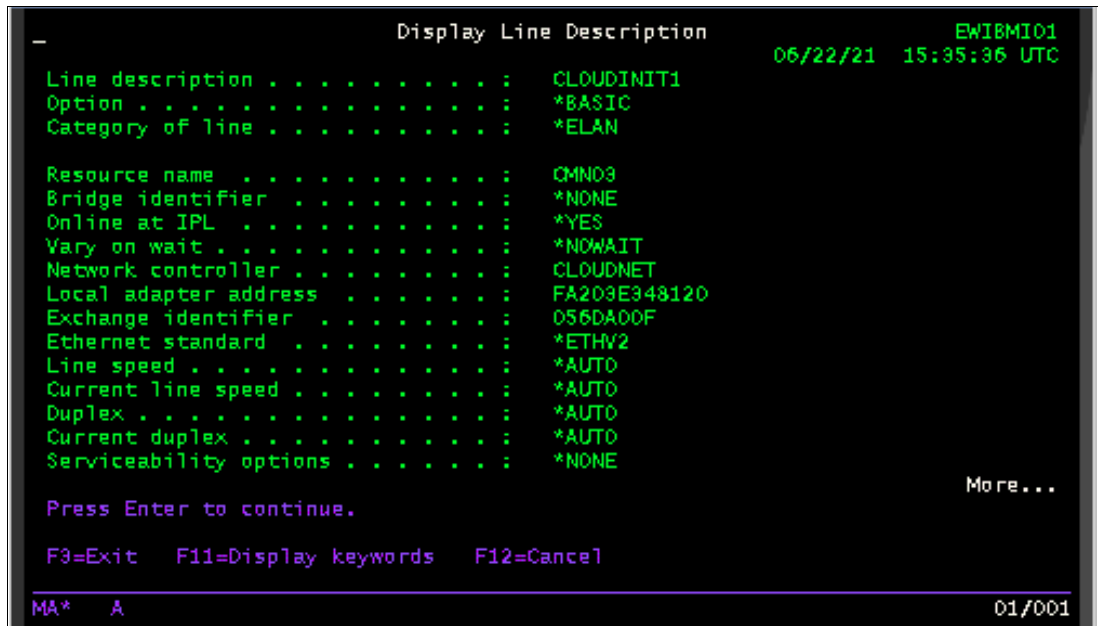 _ Display Line Description EWIBMI01
06/22/21 15:35:36 UTC
Line description . . . . . . . . . . : CLOUDINIT1
Option . . . . . . . . . . . . . . . : *BASIC
Category of line . . . . . . . . . . : *ELAN
Resource name . . . . . . . . . . . : CMN03
Bridge identifier . . . . . . . . . : *NONE
Online at IPL . . . . . . . . . . . : *YES
Vary on wait . . . . . . . . . . . . : *NOWAIT
Network controller . . . . . . . . . : CLOUDNET
Local adapter address . . . . . . . : FA203E348120
Exchange identifier . . . . . . . . : 056DA00F
Ethernet standard . . . . . . . . . : *ETHV2
Line speed . . . . . . . . . . . . . : *AUTO
Current line speed . . . . . . . . . : *AUTO
Duplex . . . . . . . . . . . . . . . : *AUTO
Current duplex . . . . . . . . . . . : *AUTO
Serviceability options . . . . . . . : *NONE
More...
Press Enter to continue.
F3=Exit F11=Display keywords F12=Cancel
MA* A 01/001